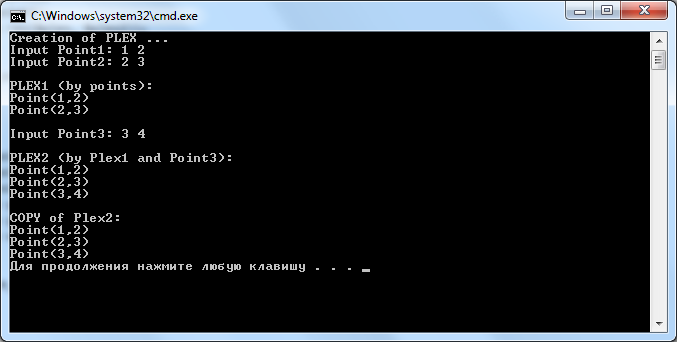 C:\Windows\system32\cmd.exe
Creation of PLEX ...
Input Point1: 1 2
Input Point2: 2 3
PLEX1 (by points):
Point(1,2)
Point(2,3)
Input Point3: 3 4
PLEX2 (by Plex1 and Point3):
Point(1,2)
Point(2,3)
Point(3,4)
COPY of Plex2:
Point(1,2)
Point(2,3)
Point(3,4)
Для продолжения нажмите любую клавишу . . .